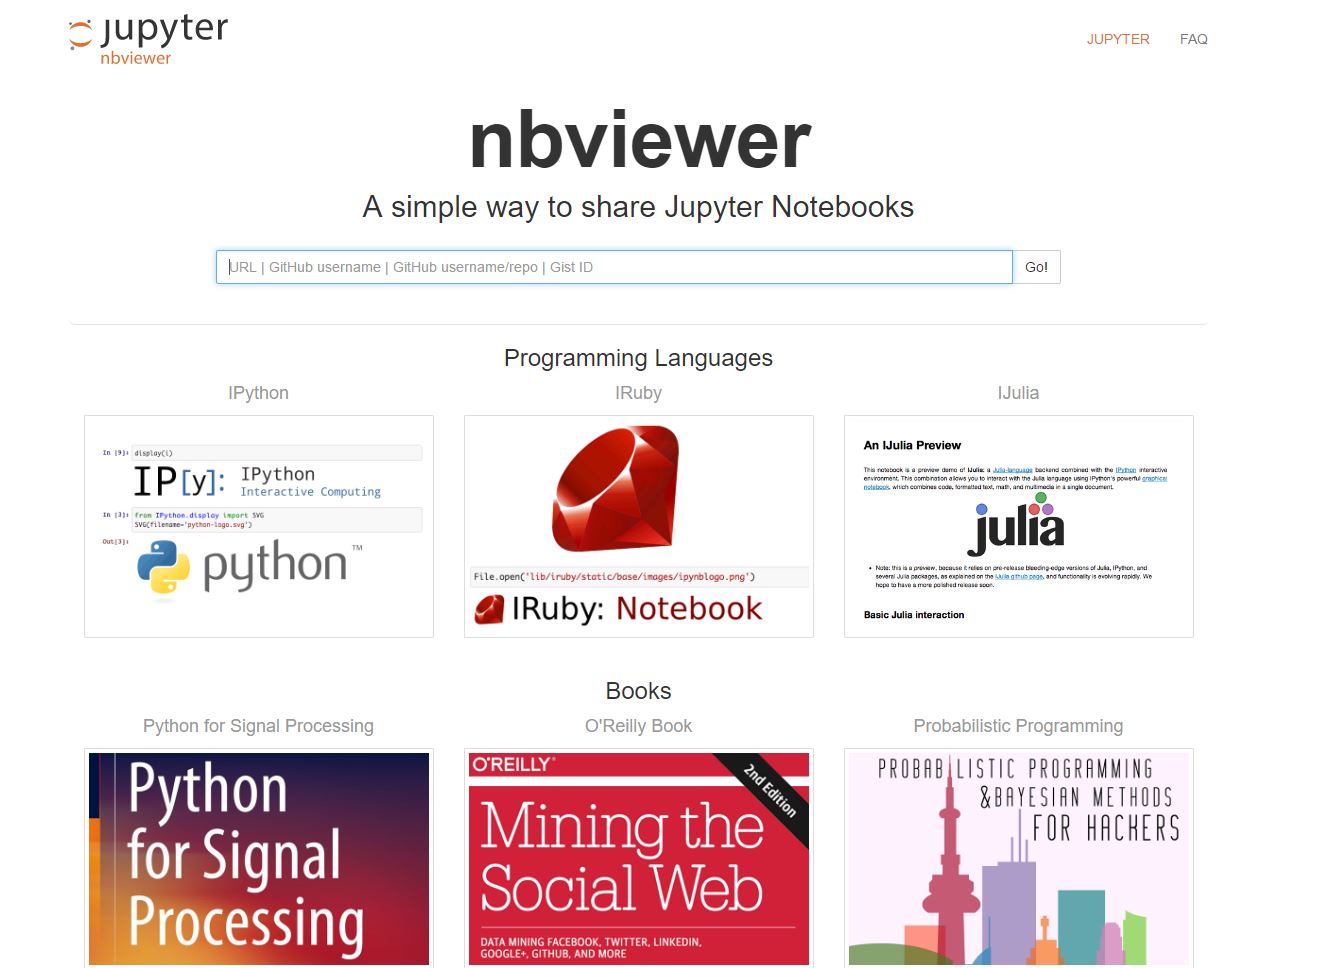 jupyter
nbviewer
JUPYTER
FAQ
nbviewer
A simple way to share Jupyter Notebooks
URL | GitHub username | GitHub username/repo | Gist ID
Go!
Programming Languages
IPython
IRuby
IJulia
In [9]: display(i)
IP[y]: IPython
Interactive Computing
In [3]: from IPython.display import SVG
SVG(filename='python-logo.svg')
Out[3]:
python™
File.open('lib/iruby/static/base/images/ipynblogo.png')
IRuby: Notebook
An IJulia Preview
This notebook is a preview demo of IJulia: a Julia-language backend combined with the IPython interactive
environment. This combination allows you to interact with the Julia language using IPython's powerful graphical
notebook, which combines code, formatted text, math, and multimedia in a single document.
julia
• Note: this is a preview, because it relies on pre-release bleeding-edge versions of Julia, IPython, and
several Julia packages, as explained on the IJulia github page, and functionality is evolving rapidly. We
hope to have a more polished release soon.
Basic Julia interaction
Books
Python for Signal Processing
O'Reilly Book
Probabilistic Programming
Python
for Signal
Processing
O'REILLY®
2nd Edition
Mining the
Social Web
DATA MINING FACEBOOK, TWITTER, LINKEDIN,
GOOGLE+, GITHUB, AND MORE
PROBABILISTIC PROGRAMMING
&BAYESIAN METHODS
FOR HACKERS